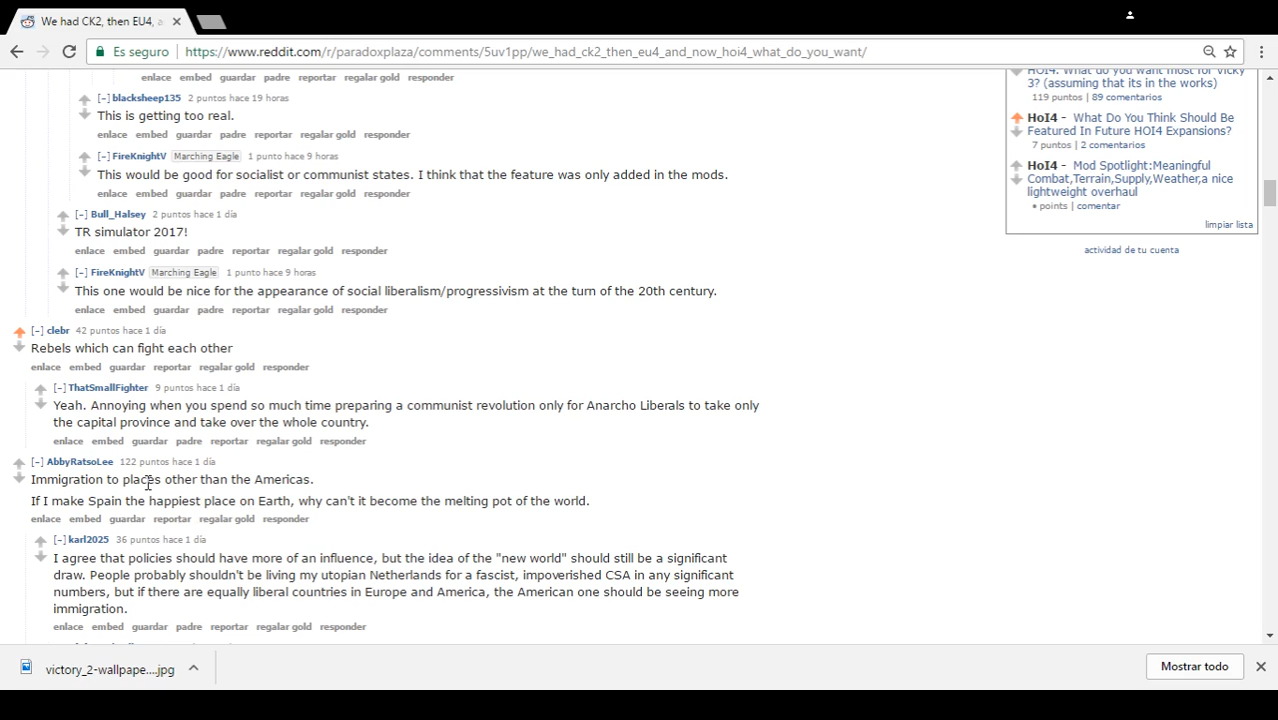 We had CK2, then EU4, a
Es seguro https://www.reddit.com/r/paradoxplaza/comments/5uv1pp/we_had_ck2_then_eu4_and_now_hoi4_what_do_you_want/
enlace embed guardar padre reportar regalar gold responder
[–] blacksheep135 2 puntos hace 19 horas
This is getting too real.
enlace embed guardar padre reportar regalar gold responder
[–] FireKnightV Marching Eagle 1 punto hace 9 horas
This would be good for socialist or communist states. I think that the feature was only added in the mods.
enlace embed guardar padre reportar regalar gold responder
[–] Bull_Halsey 2 puntos hace 1 día
TR simulator 2017!
enlace embed guardar padre reportar regalar gold responder
[–] FireKnightV Marching Eagle 1 punto hace 9 horas
This one would be nice for the appearance of social liberalism/progressivism at the turn of the 20th century.
enlace embed guardar padre reportar regalar gold responder
[–] clebr 42 puntos hace 1 día
Rebels which can fight each other
enlace embed guardar reportar regalar gold responder
[–] ThatSmallFighter 9 puntos hace 1 día
Yeah. Annoying when you spend so much time preparing a communist revolution only for Anarcho Liberals to take only
the capital province and take over the whole country.
enlace embed guardar padre reportar regalar gold responder
[–] AbbyRatsoLee 122 puntos hace 1 día
Immigration to places other than the Americas.
If I make Spain the happiest place on Earth, why can't it become the melting pot of the world.
enlace embed guardar reportar regalar gold responder
[–] karl2025 36 puntos hace 1 día
I agree that policies should have more of an influence, but the idea of the "new world" should still be a significant
draw. People probably shouldn't be living my utopian Netherlands for a fascist, impoverished CSA in any significant
numbers, but if there are equally liberal countries in Europe and America, the American one should be seeing more
immigration.
enlace embed guardar padre reportar regalar gold responder
HOI4. What do you want most for Vicky
3? (assuming that its in the works)
119 puntos | 89 comentarios
HoI4 - What Do You Think Should Be
Featured In Future HOI4 Expansions?
7 puntos | 2 comentarios
HoI4 - Mod Spotlight:Meaningful
Combat,Terrain,Supply,Weather,a nice
lightweight overhaul
• points | comentar
limpiar lista
actividad de tu cuenta
victory_2-wallpape....jpg
Mostrar todo